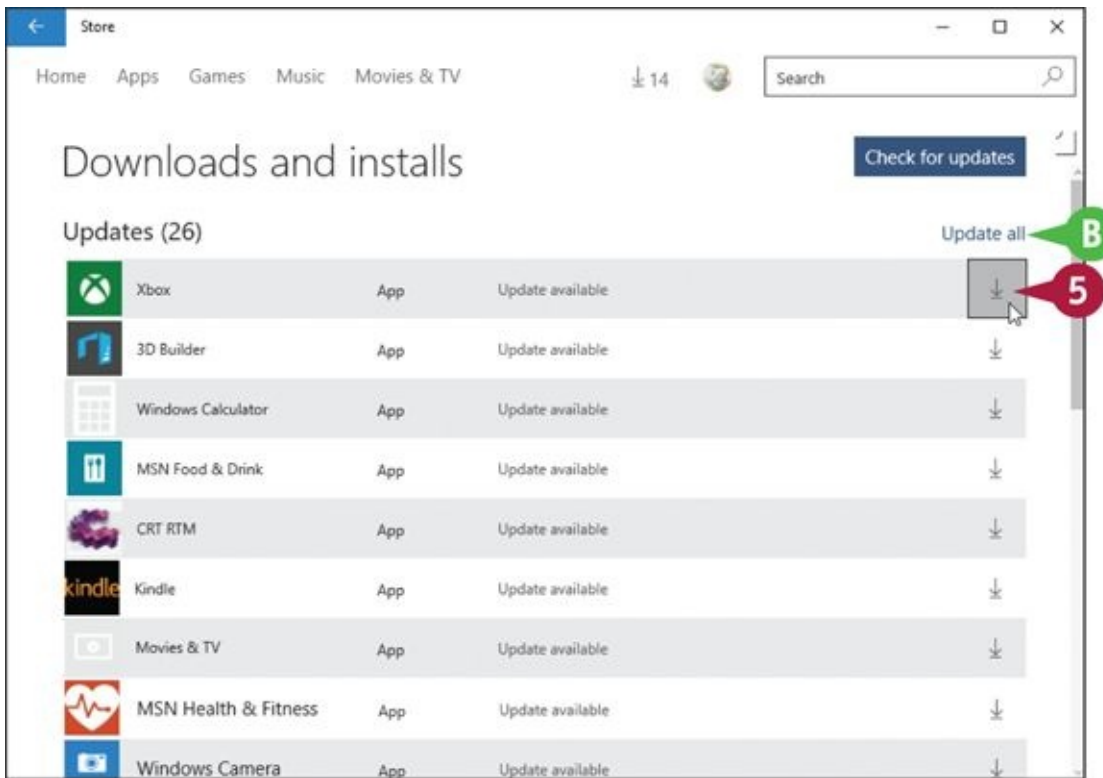 Store
Home Apps Games Music Movies & TV 14 Search
Downloads and installs Check for updates
Updates (26) Update all B
Xbox App Update available 5
3D Builder App Update available
Windows Calculator App Update available
MSN Food & Drink App Update available
CRT RTM App Update available
kindle Kindle App Update available
Movies & TV App Update available
MSN Health & Fitness App Update available
Windows Camera App Update available